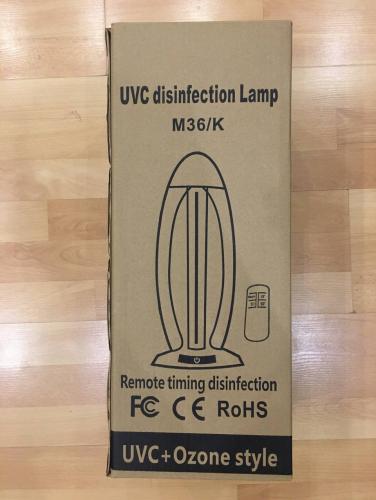 UVC disinfection Lamp
M36/K
Remote timing disinfection
FC CE RoHS
UVC+Ozone style